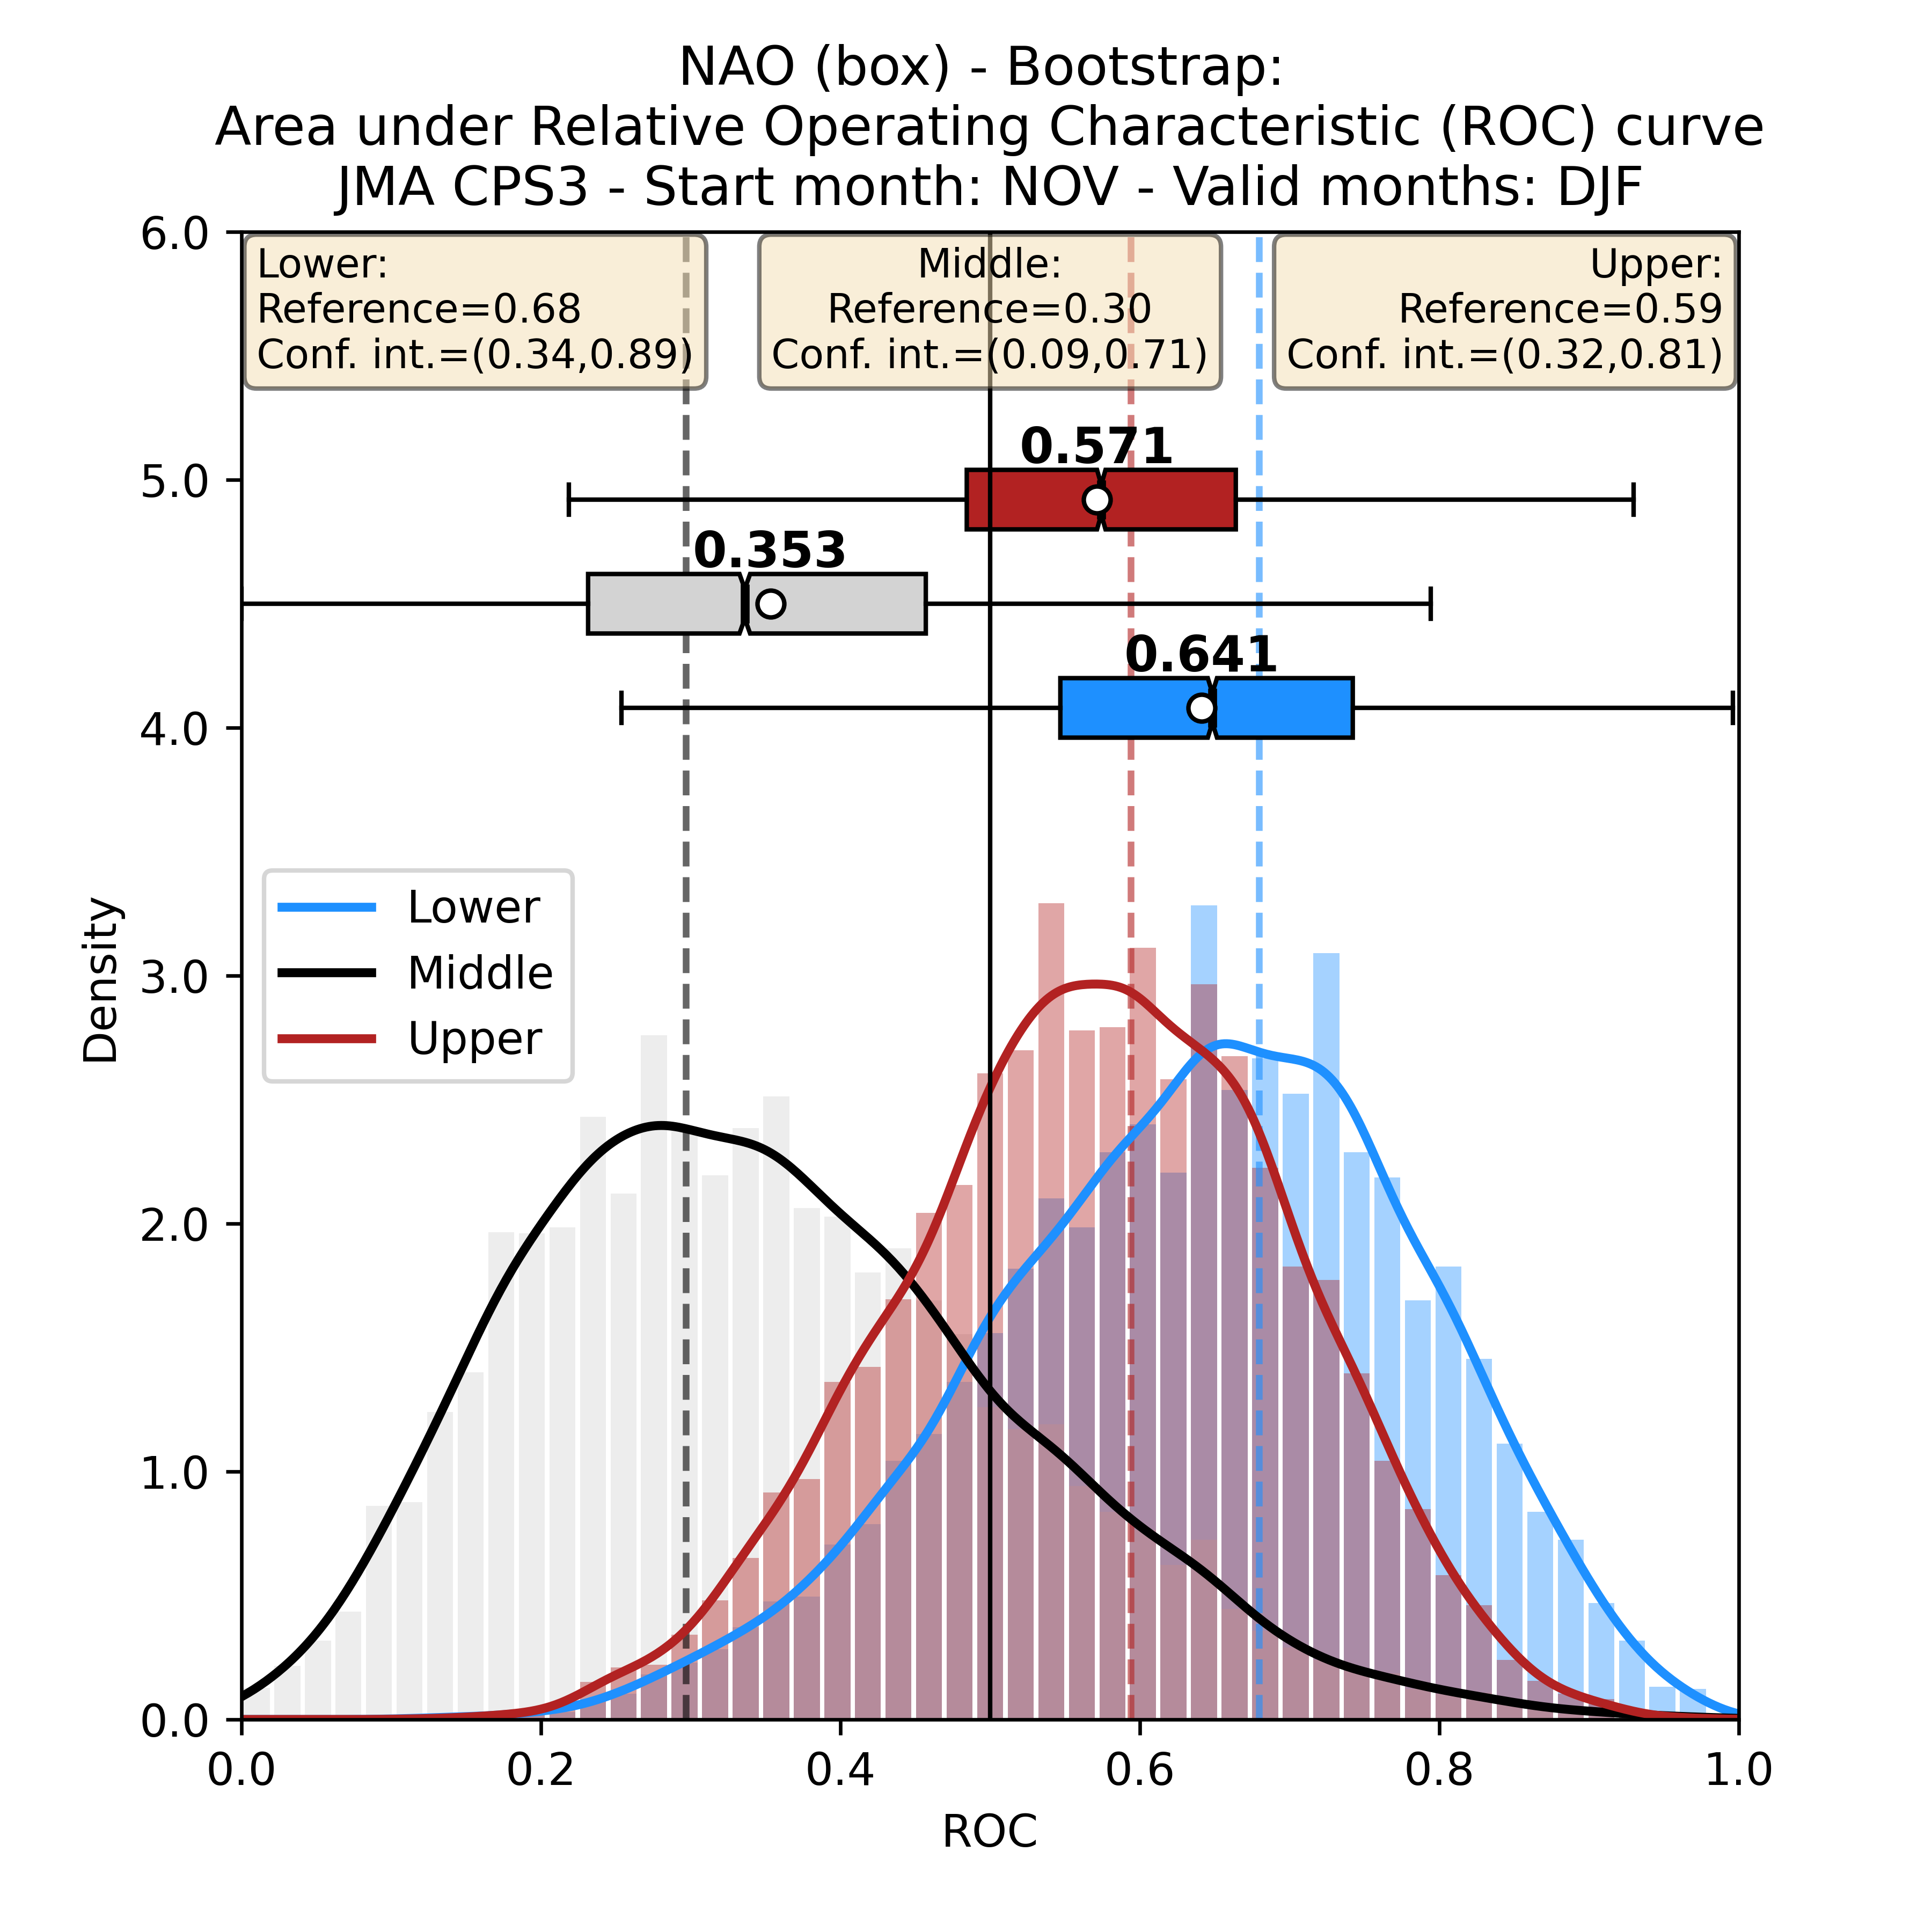 NAO (box) - Bootstrap:
Area under Relative Operating Characteristic (ROC) curve
JMA CPS3 - Start month: NOV - Valid months: DJF
Lower:
Reference=0.68
Conf. int.=(0.34,0.89)
Middle:
Reference=0.30
Conf. int.=(0.09,0.71)
Upper:
Reference=0.59
Conf. int.=(0.32,0.81)
0.571
0.353
0.641
Lower
Middle
Upper
Density
6.0
5.0
4.0
3.0
2.0
1.0
0.0
0.0 0.2 0.4 0.6 0.8 1.0
ROC